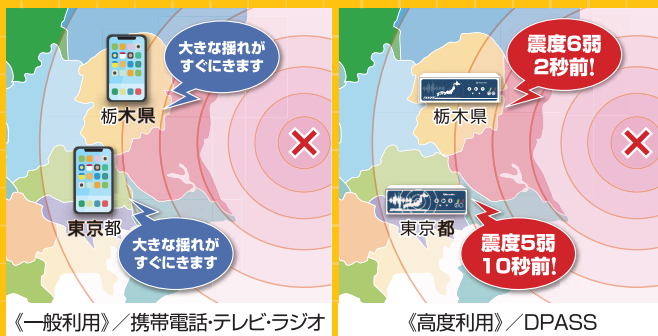 大きな揺れが
すぐにきます
栃木県
東京都
大きな揺れが
すぐにきます
《一般利用》／携帯電話・テレビ・ラジオ
震度6弱
2秒前!
栃木県
東京都
震度5弱
10秒前!
《高度利用》／DPASS